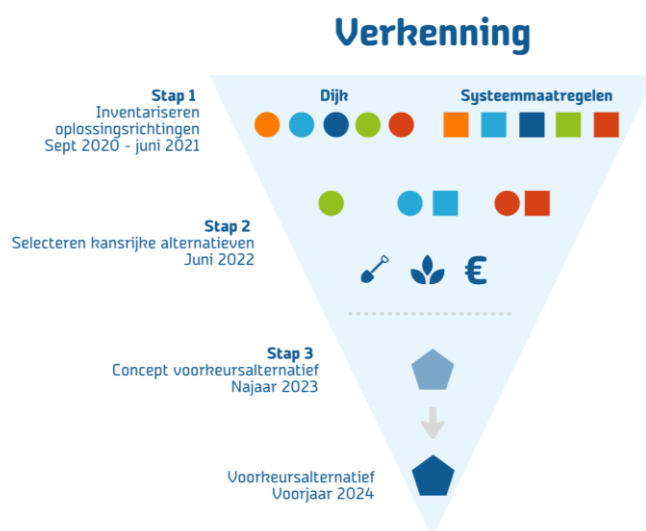 Verkenning
Stap 1
Inventariseren
oplossingsrichtingen
Sept 2020 - juni 2021
Dijk
Systeemmaatregelen
Stap 2
Selecteren kansrijke alternatieven
Juni 2022
€
Stap 3
Concept voorkeursalternatief
Najaar 2023
Voorkeursalternatief
Voorjaar 2024